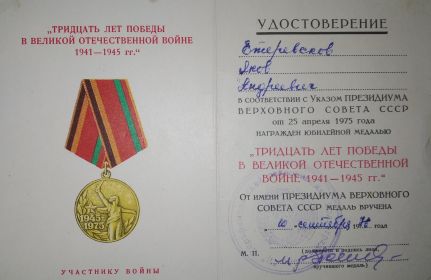 „ТРИДЦАТЬ ЛЕТ ПОБЕДЫ
В ВЕЛИКОЙ ОТЕЧЕСТВЕННОЙ ВОЙНЕ
1941—1945 гг.“
1945
1975
УЧАСТНИКУ ВОЙНЫ
УДОСТОВЕРЕНИЕ
Яков
Андреевич
В СООТВЕТСТВИИ С УКАЗОМ ПРЕЗИДИУМА
ВЕРХОВНОГО СОВЕТА СССР
от 25 апреля 1975 года
НАГРАЖДЕН ЮБИЛЕЙНОЙ МЕДАЛЬЮ
„ТРИДЦАТЬ ЛЕТ ПОБЕДЫ
В ВЕЛИКОЙ ОТЕЧЕСТВЕННОЙ
ВОЙНЕ 1941—1945 гг.“
От имени ПРЕЗИДИУМА ВЕРХОВНОГО
СОВЕТА СССР МЕДАЛЬ ВРУЧЕНА
10 сентября 1976 года
М. П.